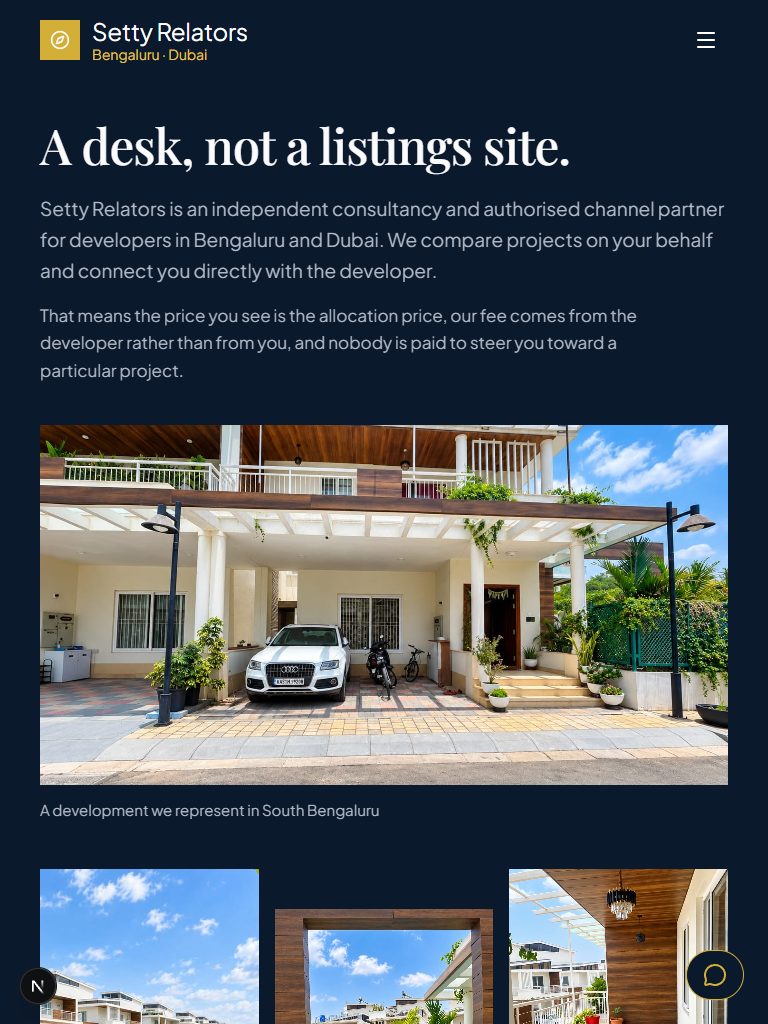 Setty Relators
Bengaluru · Dubai
A desk, not a listings site.
Setty Relators is an independent consultancy and authorised channel partner
for developers in Bengaluru and Dubai. We compare projects on your behalf
and connect you directly with the developer.
That means the price you see is the allocation price, our fee comes from the
developer rather than from you, and nobody is paid to steer you toward a
particular project.
A development we represent in South Bengaluru
N